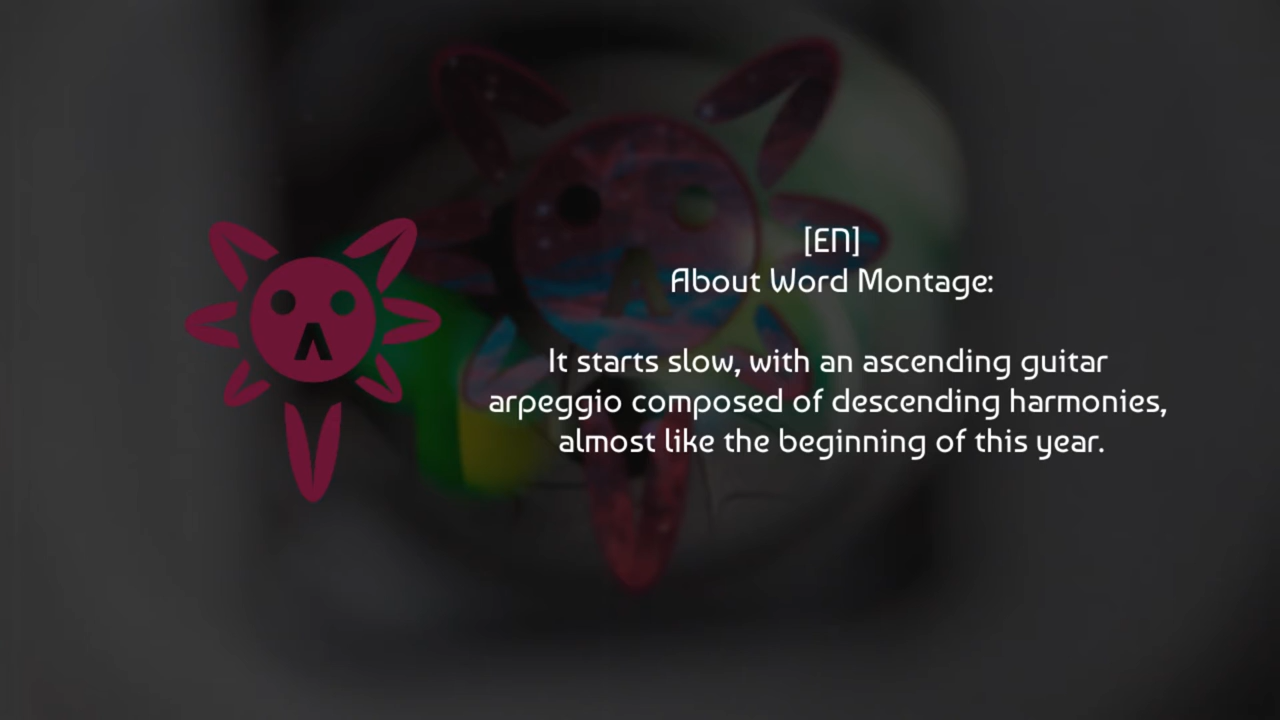 [EN]
About Word Montage:
It starts slow, with an ascending guitar
arpeggio composed of descending harmonies,
almost like the beginning of this year.